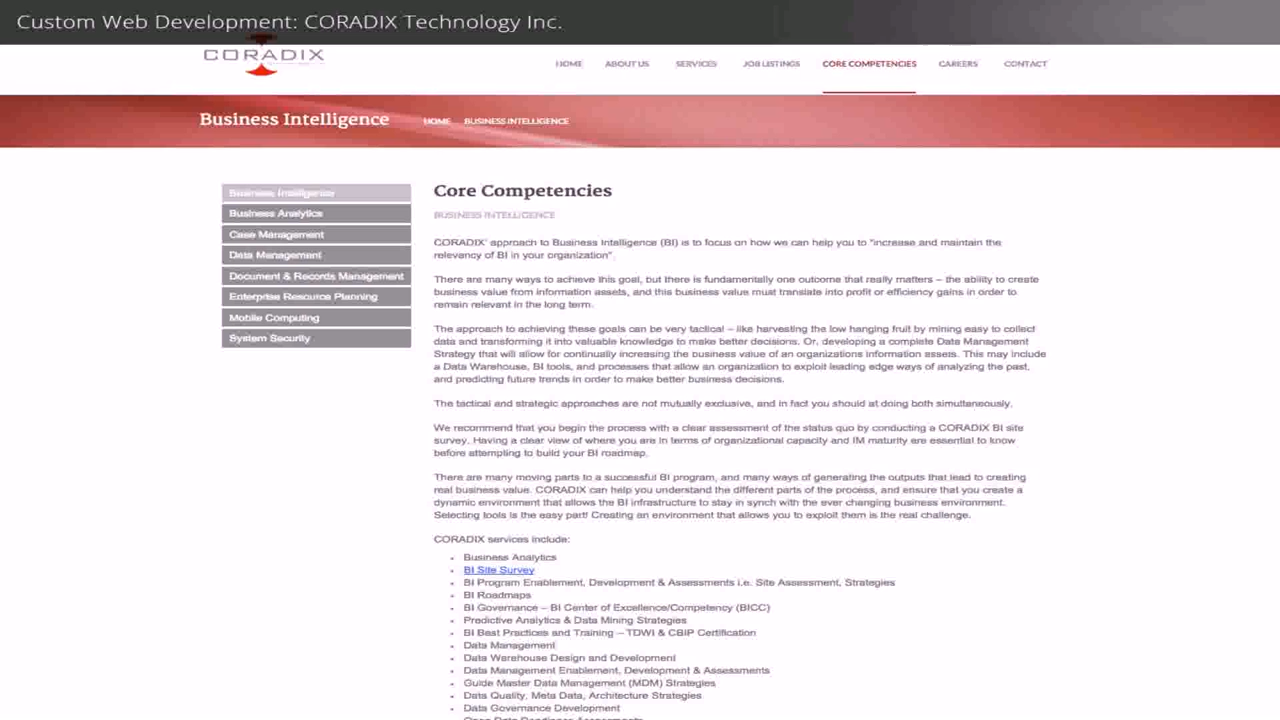 Custom Web Development: CORADIX Technology Inc.
CORADIX
HOME ABOUT US SERVICES JOB LISTINGS CORE COMPETENCIES CAREERS CONTACT
Business Intelligence HOME BUSINESS INTELLIGENCE
Business Intelligence
Business Analytics
Case Management
Data Management
Document & Records Management
Enterprise Resource Planning
Mobile Computing
System Security
Core Competencies
BUSINESS INTELLIGENCE
CORADIX' approach to Business Intelligence (BI) is to focus on how we can help you to "increase and maintain the
relevancy of BI in your organization".
There are many ways to achieve this goal, but there is fundamentally one outcome that really matters – the ability to create
business value from information assets, and this business value must translate into profit or efficiency gains in order to
remain relevant in the long term.
The approach to achieving these goals can be very tactical – like harvesting the low hanging fruit by mining easy to collect
data and transforming it into valuable knowledge to make better decisions. Or, developing a complete Data Management
Strategy that will allow for continually increasing the business value of an organizations information assets. This may include
a Data Warehouse, BI tools, and processes that allow an organization to exploit leading edge ways of analyzing the past,
and predicting future trends in order to make better business decisions.
The tactical and strategic approaches are not mutually exclusive, and in fact you should at doing both simultaneously.
We recommend that you begin the process with a clear assessment of the status quo by conducting a CORADIX BI site
survey. Having a clear view of where you are in terms of organizational capacity and IM maturity are essential to know
before attempting to build your BI roadmap.
There are many moving parts to a successful BI program, and many ways of generating the outputs that lead to creating
real business value. CORADIX can help you understand the different parts of the process, and ensure that you create a
dynamic environment that allows the BI infrastructure to stay in synch with the ever changing business environment.
Selecting tools is the easy part! Creating an environment that allows you to exploit them is the real challenge.
CORADIX services include:
Business Analytics
BI Site Survey
BI Program Enablement, Development & Assessments i.e. Site Assessment, Strategies
BI Roadmaps
BI Governance – BI Center of Excellence/Competency (BICC)
Predictive Analytics & Data Mining Strategies
BI Best Practices and Training – TDWI & CBIP Certification
Data Management
Data Warehouse Design and Development
Data Management Enablement, Development & Assessments
Guide Master Data Management (MDM) Strategies
Data Quality, Meta Data, Architecture Strategies
Data Governance Development